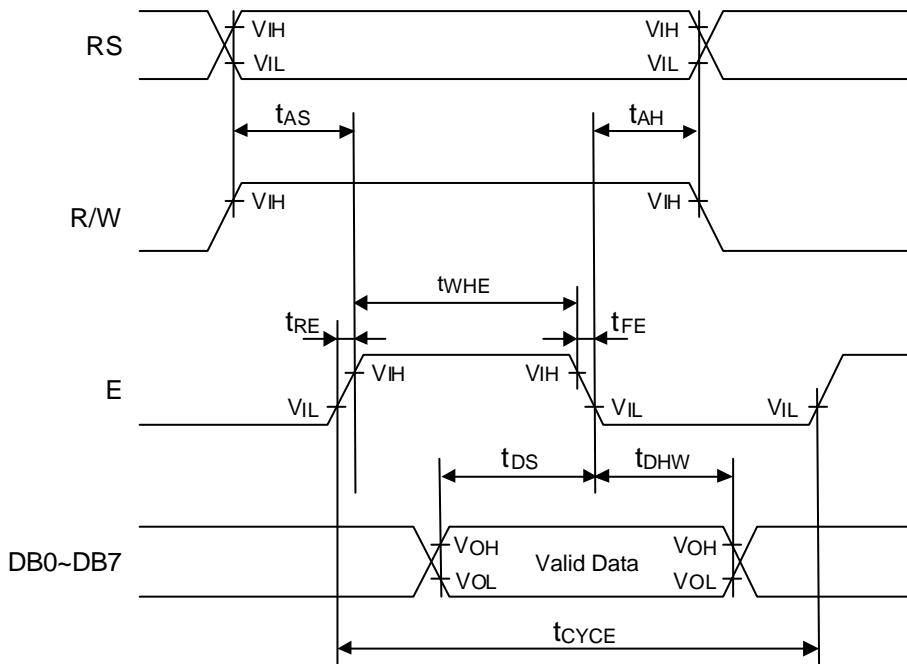 RS
VIH
VIH
VIL
VIL
tAS
tAH
R/W
VIH
VIH
tWHE
tRE
tFE
E
VIH
VIH
VIL
VIL
VIL
tDS
tDHW
DB0~DB7
VOH
Valid Data
VOH
VOL
VOL
tCYCE